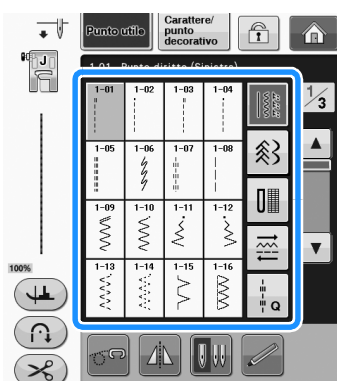 Punto utile
Carattere/
punto
decorativo
J
1-01 Punto diritto (Sinistra)
1-01 1-02 1-03 1-04
1/3
1-05 1-06 1-07 1-08
1-09 1-10 1-11 1-12
100%
1-13 1-14 1-15 1-16
Q